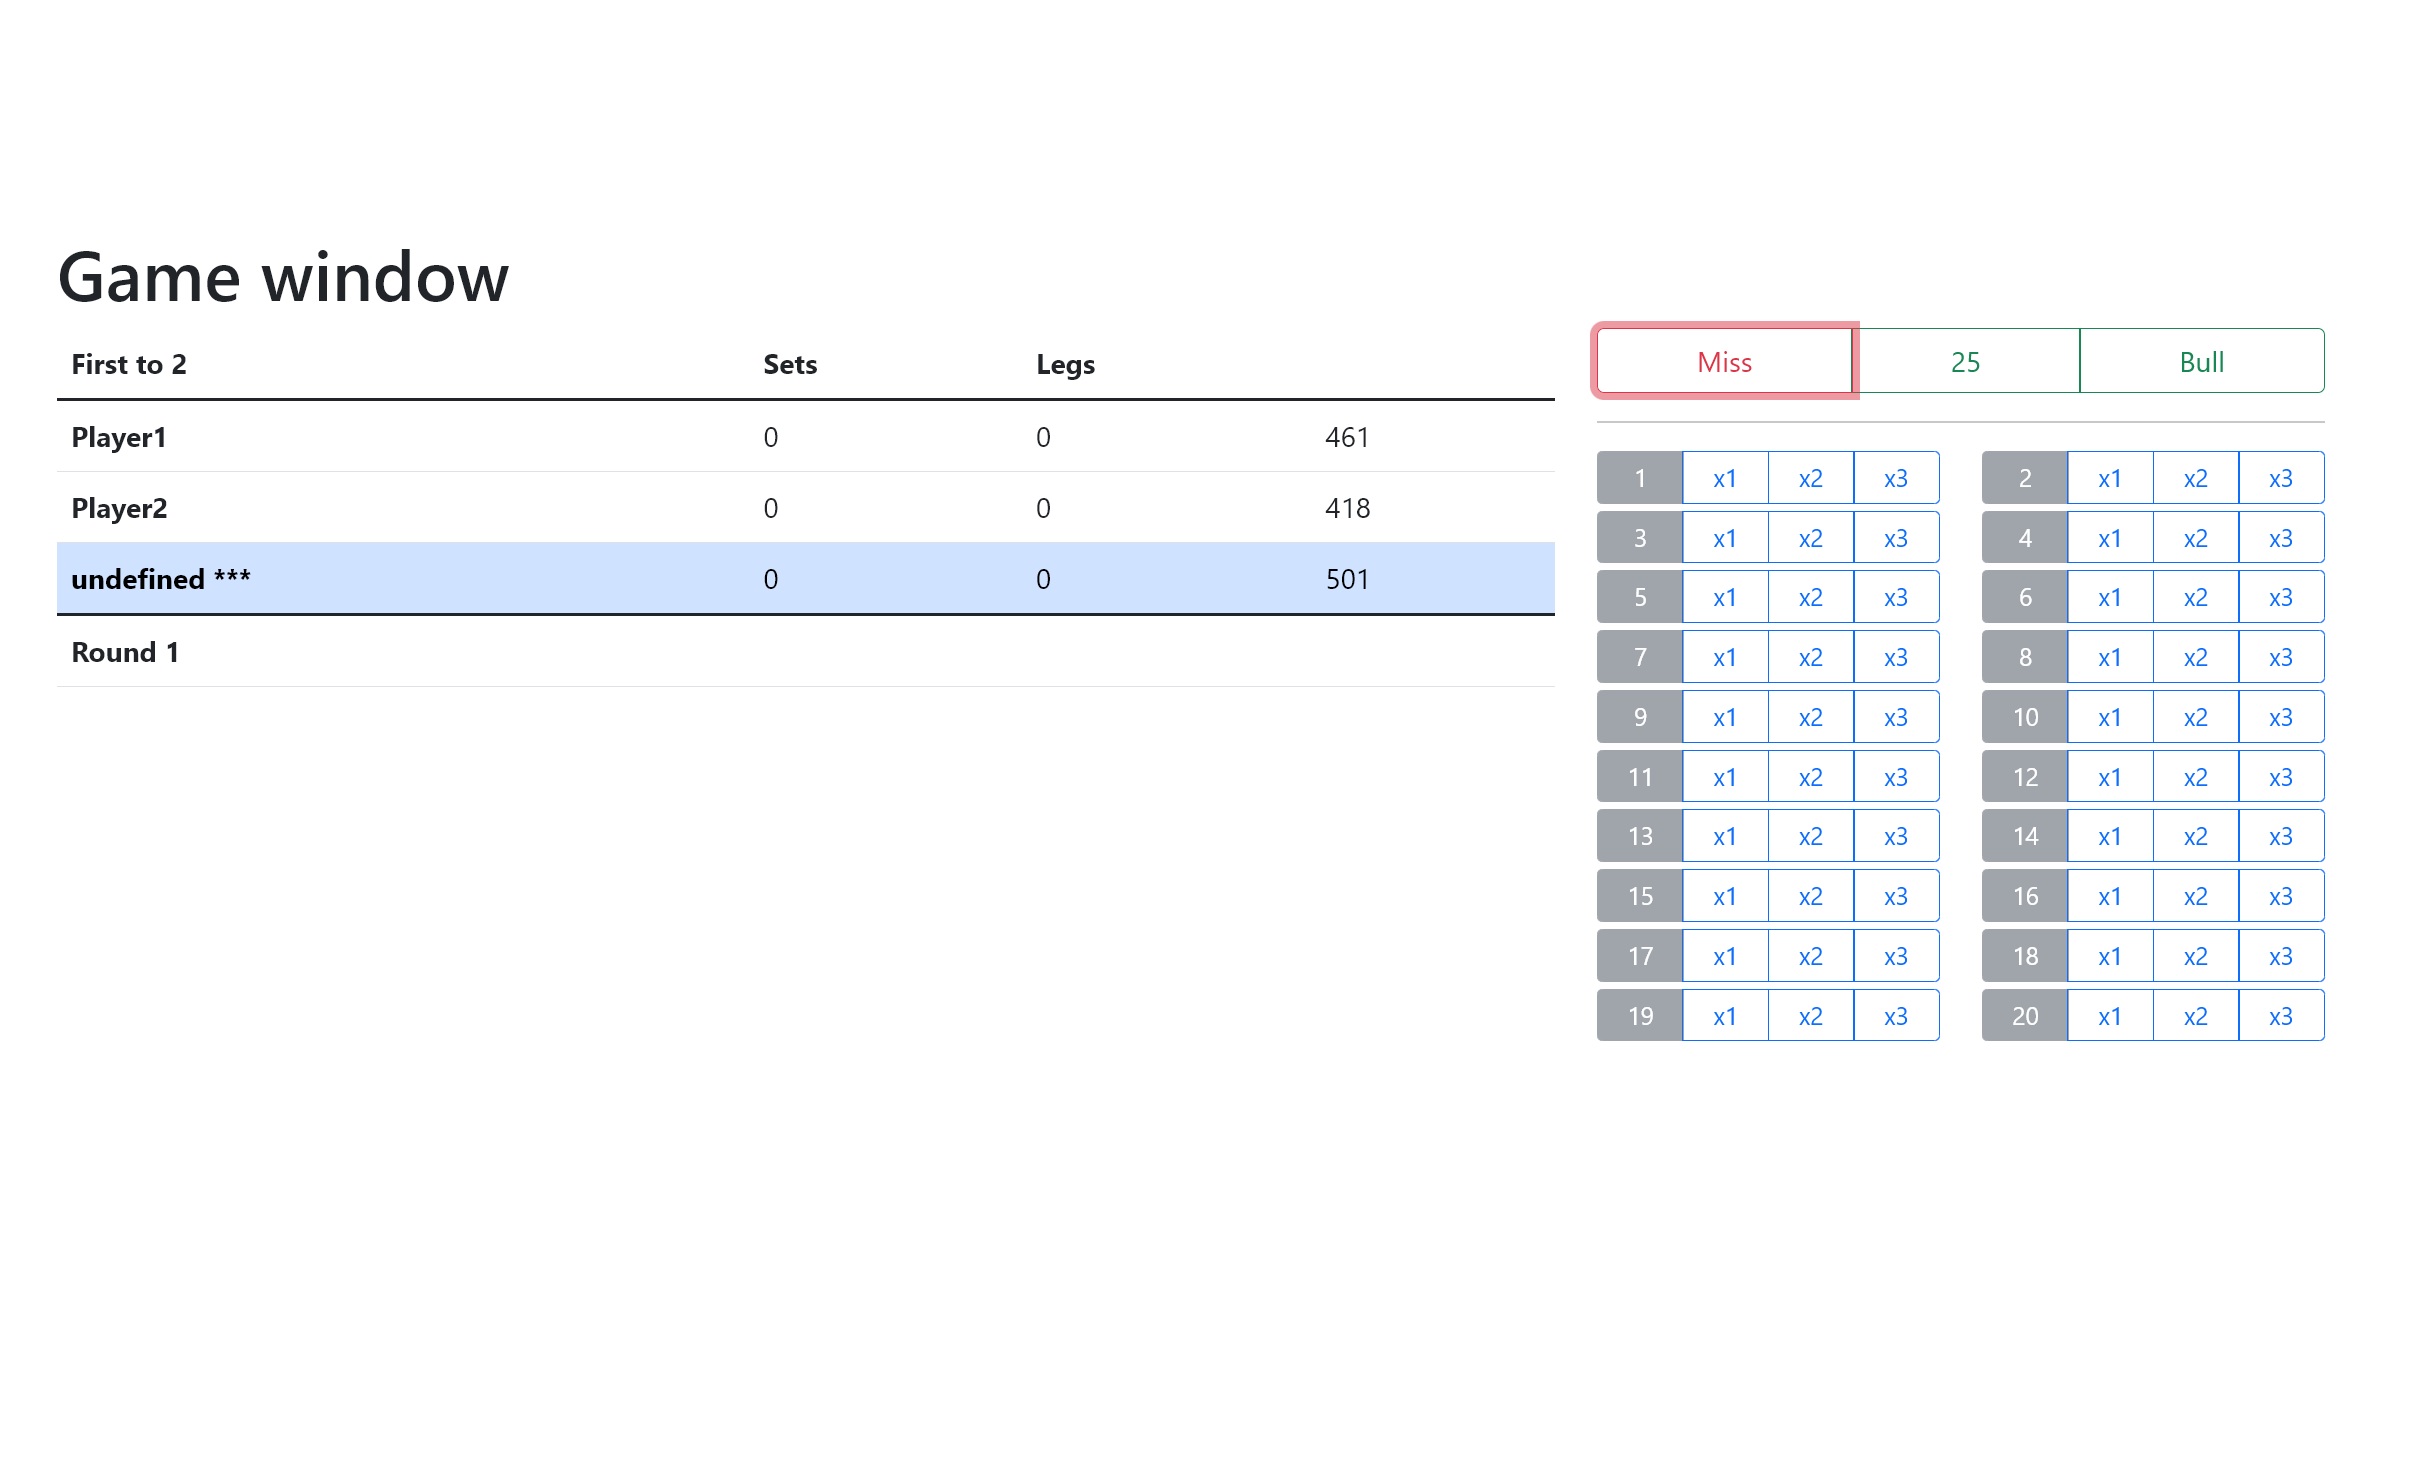 Game window
First to 2 Sets Legs
Player1 0 0 461
Player2 0 0 418
undefined *** 0 0 501
Round 1
Miss 25 Bull
1 x1 x2 x3 2 x1 x2 x3
3 x1 x2 x3 4 x1 x2 x3
5 x1 x2 x3 6 x1 x2 x3
7 x1 x2 x3 8 x1 x2 x3
9 x1 x2 x3 10 x1 x2 x3
11 x1 x2 x3 12 x1 x2 x3
13 x1 x2 x3 14 x1 x2 x3
15 x1 x2 x3 16 x1 x2 x3
17 x1 x2 x3 18 x1 x2 x3
19 x1 x2 x3 20 x1 x2 x3